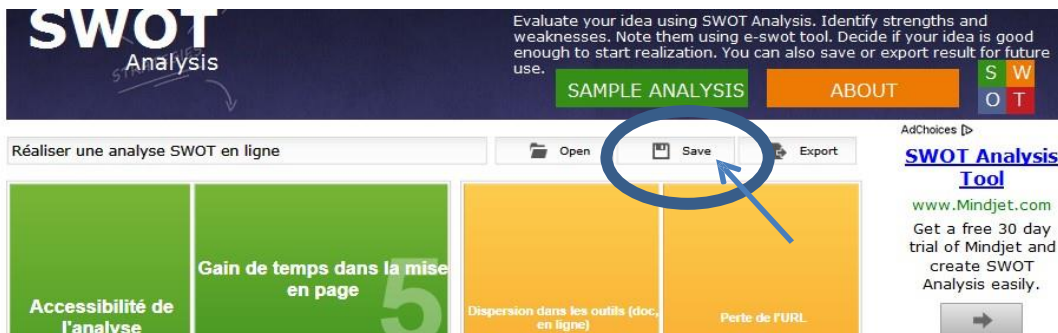 SWOT
Analysis
STRATEGIES
Evaluate your idea using SWOT Analysis. Identify strengths and
weaknesses. Note them using e-swot tool. Decide if your idea is good
enough to start realization. You can also save or export result for future
use.
SAMPLE ANALYSIS
ABOUT
S W
O T
AdChoices
Réaliser une analyse SWOT en ligne
Open
Save
Export
SWOT Analysis
Tool
www.Mindjet.com
Get a free 30 day
trial of Mindjet and
create SWOT
Analysis easily.
Accessibilité de
l'analyse
Gain de temps dans la mise
en page
5
Dispersion dans les outils (doc,
en ligne)
Perte de l'URL